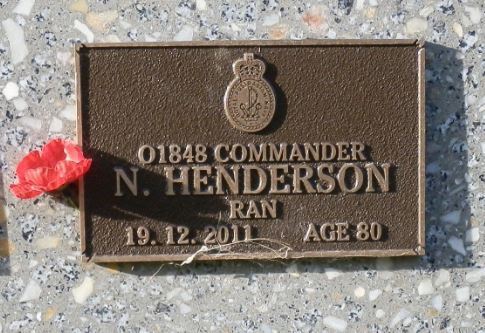 O1848 COMMANDER
N. HENDERSON
RAN
19. 12. 2011 AGE 80